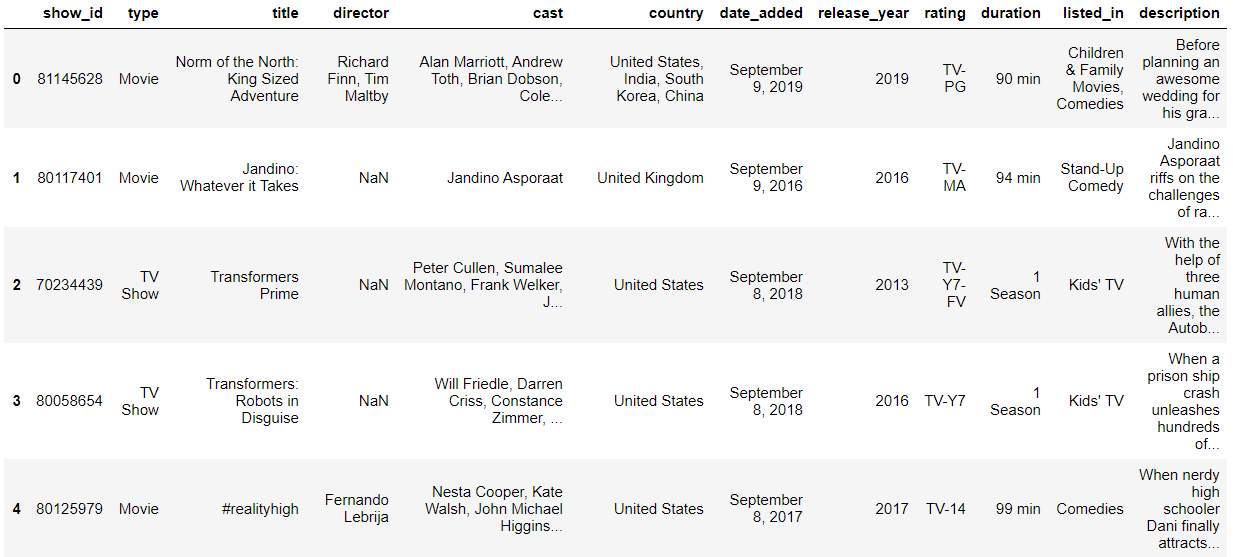 show_id type title director cast country date_added release_year rating duration listed_in description
0 81145628 Movie Norm of the North: King Sized Adventure Richard Finn, Tim Maltby Alan Marriott, Andrew Toth, Brian Dobson, Cole... United States, India, South Korea, China September 9, 2019 2019 TV-PG 90 min Children & Family Movies, Comedies Before planning an awesome wedding for his gra...
1 80117401 Movie Jandino: Whatever it Takes NaN Jandino Asporaat United Kingdom September 9, 2016 2016 TV-MA 94 min Stand-Up Comedy Jandino Asporaat riffs on the challenges of ra...
2 70234439 TV Show Transformers Prime NaN Peter Cullen, Sumalee Montano, Frank Welker, J... United States September 8, 2018 2013 TV-Y7-FV 1 Season Kids' TV With the help of three human allies, the Autob...
3 80058654 TV Show Transformers: Robots in Disguise NaN Will Friedle, Darren Criss, Constance Zimmer, ... United States September 8, 2018 2016 TV-Y7 1 Season Kids' TV When a prison ship crash unleashes hundreds of...
4 80125979 Movie #realityhigh Fernando Lebrija Nesta Cooper, Kate Walsh, John Michael Higgins... United States September 8, 2017 2017 TV-14 99 min Comedies When nerdy high schooler Dani finally attracts...